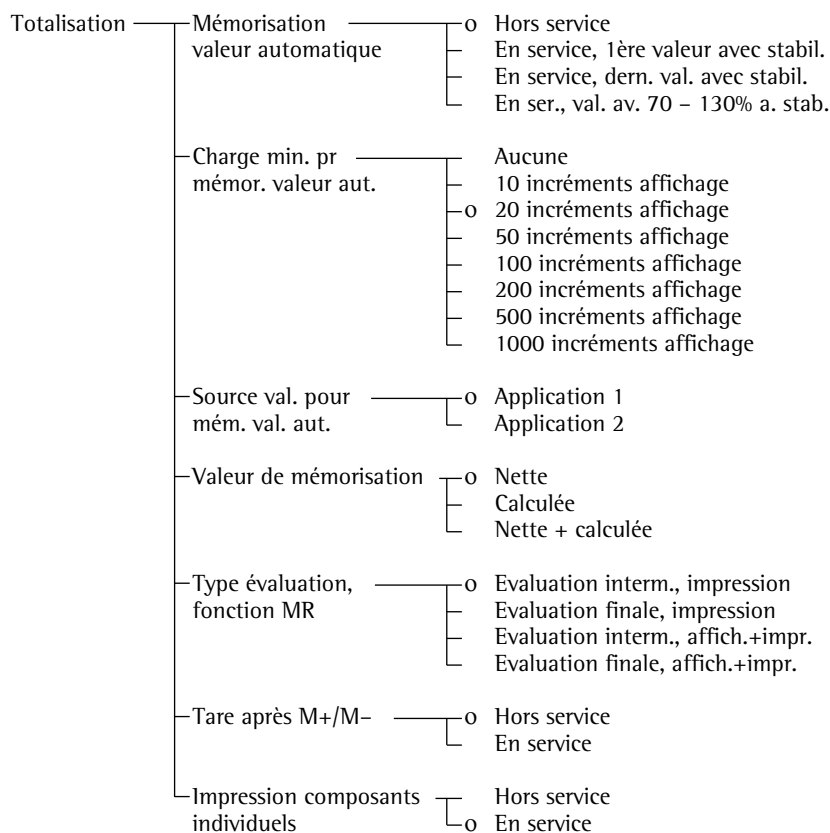 Totalisation Mémorisation o Hors service
valeur automatique En service, 1ère valeur avec stabil.
En service, dern. val. avec stabil.
En ser., val. av. 70 – 130% a. stab.
Charge min. pr Aucune
mémor. valeur aut. 10 incréments affichage
o 20 incréments affichage
50 incréments affichage
100 incréments affichage
200 incréments affichage
500 incréments affichage
1000 incréments affichage
Source val. pour o Application 1
mém. val. aut. Application 2
Valeur de mémorisation o Nette
Calculée
Nette + calculée
Type évaluation, o Evaluation interm., impression
fonction MR Evaluation finale, impression
Evaluation interm., affich.+impr.
Evaluation finale, affich.+impr.
Tare après M+/M– o Hors service
En service
Impression composants Hors service
individuels o En service